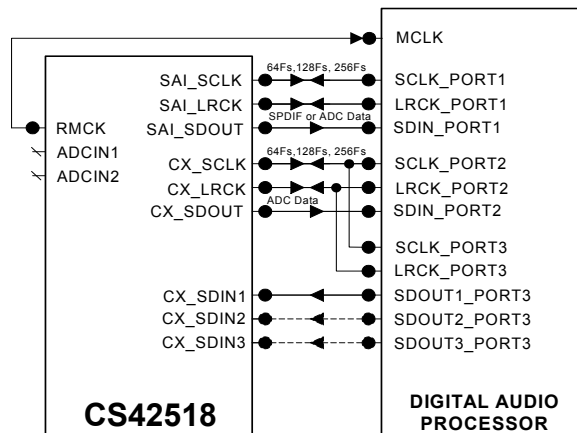 MCLK
64Fs,128Fs, 256Fs
SAI_SCLK
SCLK_PORT1
SAI_LRCK
LRCK_PORT1
SPDIF or ADC Data
RMCK
SAI_SDOUT
SDIN_PORT1
ADCIN1
64Fs,128Fs, 256Fs
CX_SCLK
SCLK_PORT2
ADCIN2
CX_LRCK
LRCK_PORT2
ADC Data
CX_SDOUT
SDIN_PORT2
SCLK_PORT3
LRCK_PORT3
CX_SDIN1
SDOUT1_PORT3
CX_SDIN2
SDOUT2_PORT3
CX_SDIN3
SDOUT3_PORT3
CS42518
DIGITAL AUDIO
PROCESSOR